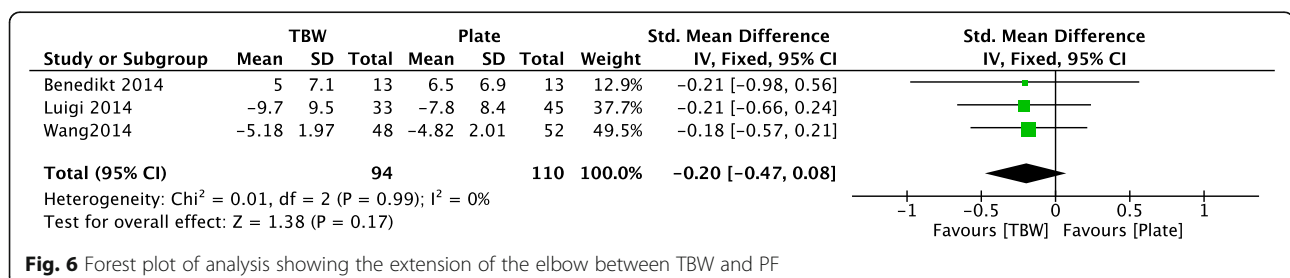 TBW Plate Std. Mean Difference Std. Mean Difference
Study or Subgroup Mean SD Total Mean SD Total Weight IV, Fixed, 95% CI IV, Fixed, 95% CI
Benedikt 2014 5 7.1 13 6.5 6.9 13 12.9% -0.21 [-0.98, 0.56]
Luigi 2014 -9.7 9.5 33 -7.8 8.4 45 37.7% -0.21 [-0.66, 0.24]
Wang2014 -5.18 1.97 48 -4.82 2.01 52 49.5% -0.18 [-0.57, 0.21]
Total (95% CI) 94 110 100.0% -0.20 [-0.47, 0.08]
Heterogeneity: Chi² = 0.01, df = 2 (P = 0.99); I² = 0%
Test for overall effect: Z = 1.38 (P = 0.17)
-1 -0.5 0 0.5 1
Favours [TBW] Favours [Plate]
Fig. 6 Forest plot of analysis showing the extension of the elbow between TBW and PF